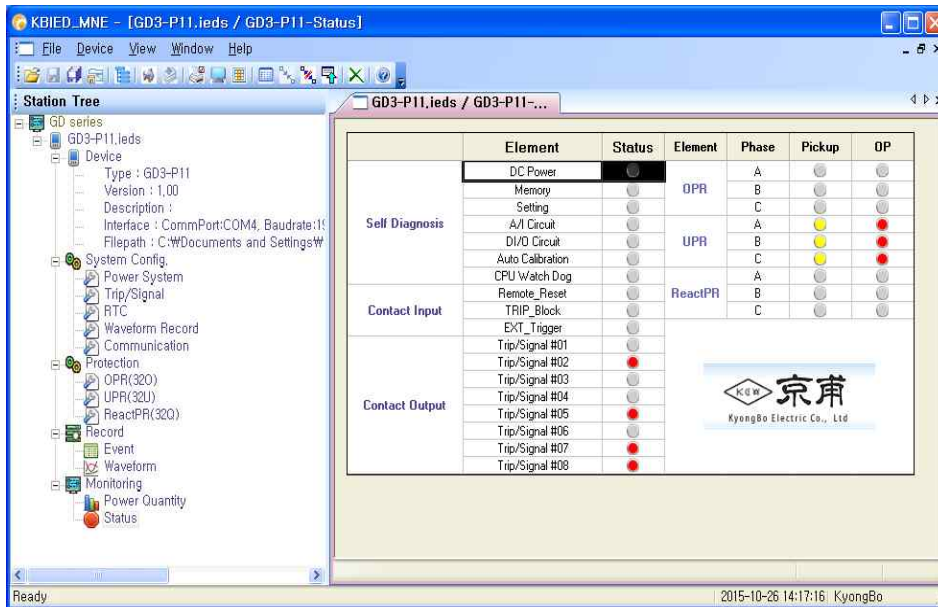 KBIED_MNE - [GD3-P11.ieds / GD3-P11-Status]
File Device View Window Help
Station Tree
GD series
GD3-P11.ieds
Device
Type : GD3-P11
Version : 1.00
Description :
Interface : CommPort:COM4, Baudrate:19
Filepath : C:₩Documents and Settings₩
System Config.
Power System
Trip/Signal
RTC
Waveform Record
Communication
Protection
OPR(32O)
UPR(32U)
ReactPR(32Q)
Record
Event
Waveform
Monitoring
Power Quantity
Status
GD3-P11.ieds / GD3-P11-...
Element Status Element Phase Pickup OP
Self Diagnosis
DC Power
Memory
Setting
A/I Circuit
DI/O Circuit
Auto Calibration
CPU Watch Dog
Contact Input
Remote_Reset
TRIP_Block
EXT_Trigger
Contact Output
Trip/Signal #01
Trip/Signal #02
Trip/Signal #03
Trip/Signal #04
Trip/Signal #05
Trip/Signal #06
Trip/Signal #07
Trip/Signal #08
OPR
A
B
C
UPR
A
B
C
ReactPR
A
B
C
京甫
KyongBo Electric Co., Ltd
Ready
2015-10-26 14:17:16 KyongBo